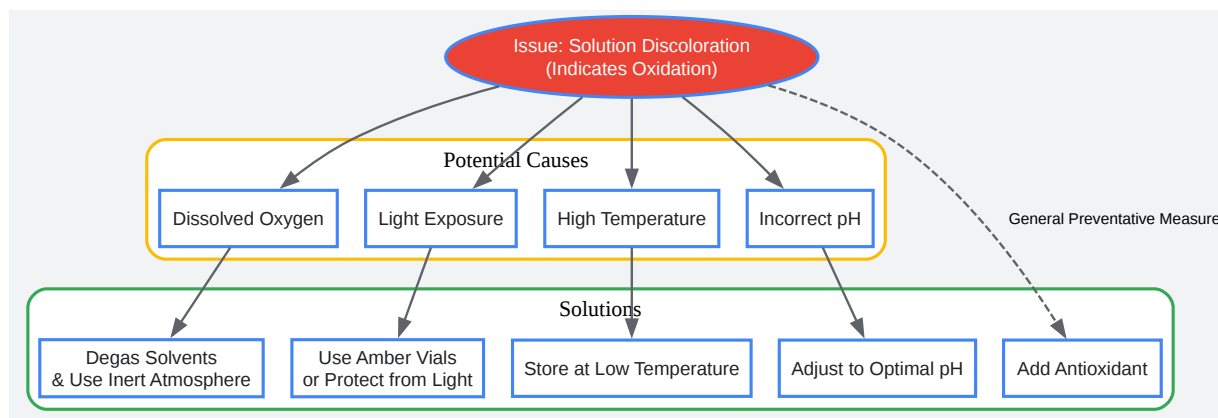 Issue: Solution Discoloration
(Indicates Oxidation)
Potential Causes
Dissolved Oxygen
Light Exposure
High Temperature
Incorrect pH
General Preventative Measure
Solutions
Degas Solvents
& Use Inert Atmosphere
Use Amber Vials
or Protect from Light
Store at Low Temperature
Adjust to Optimal pH
Add Antioxidant